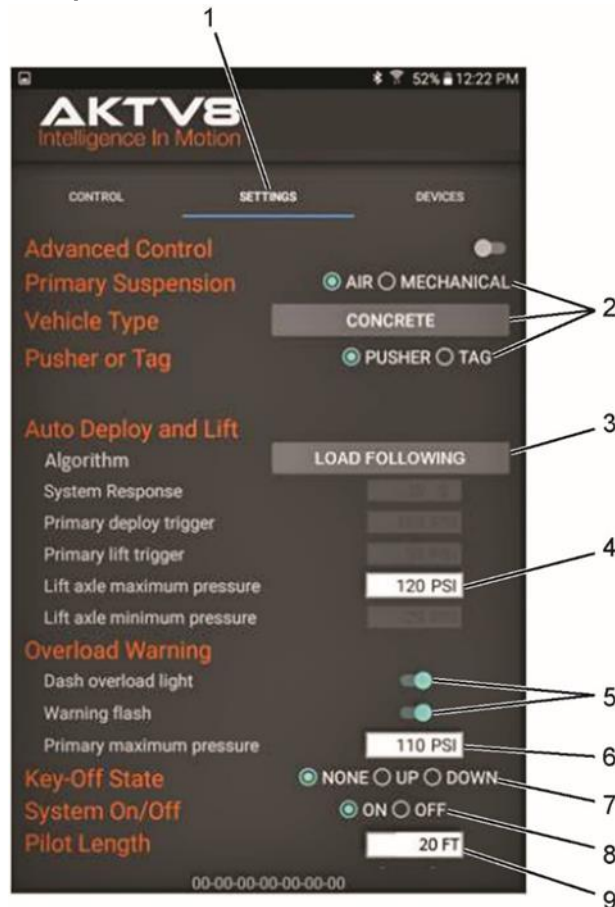 1
52% 12:22 PM
AKTV8
Intelligence In Motion
CONTROL SETTINGS DEVICES
Advanced Control
Primary Suspension AIR MECHANICAL
2
Vehicle Type CONCRETE
Pusher or Tag PUSHER TAG
Auto Deploy and Lift
3
Algorithm LOAD FOLLOWING
System Response
Primary deploy trigger
Primary lift trigger
4
Lift axle maximum pressure 120 PSI
Lift axle minimum pressure
Overload Warning
Dash overload light
5
Warning flash
Primary maximum pressure 110 PSI
6
Key-Off State NONE UP DOWN
7
System On/Off ON OFF
8
Pilot Length 20 FT
00-00-00-00-00-00-00
9